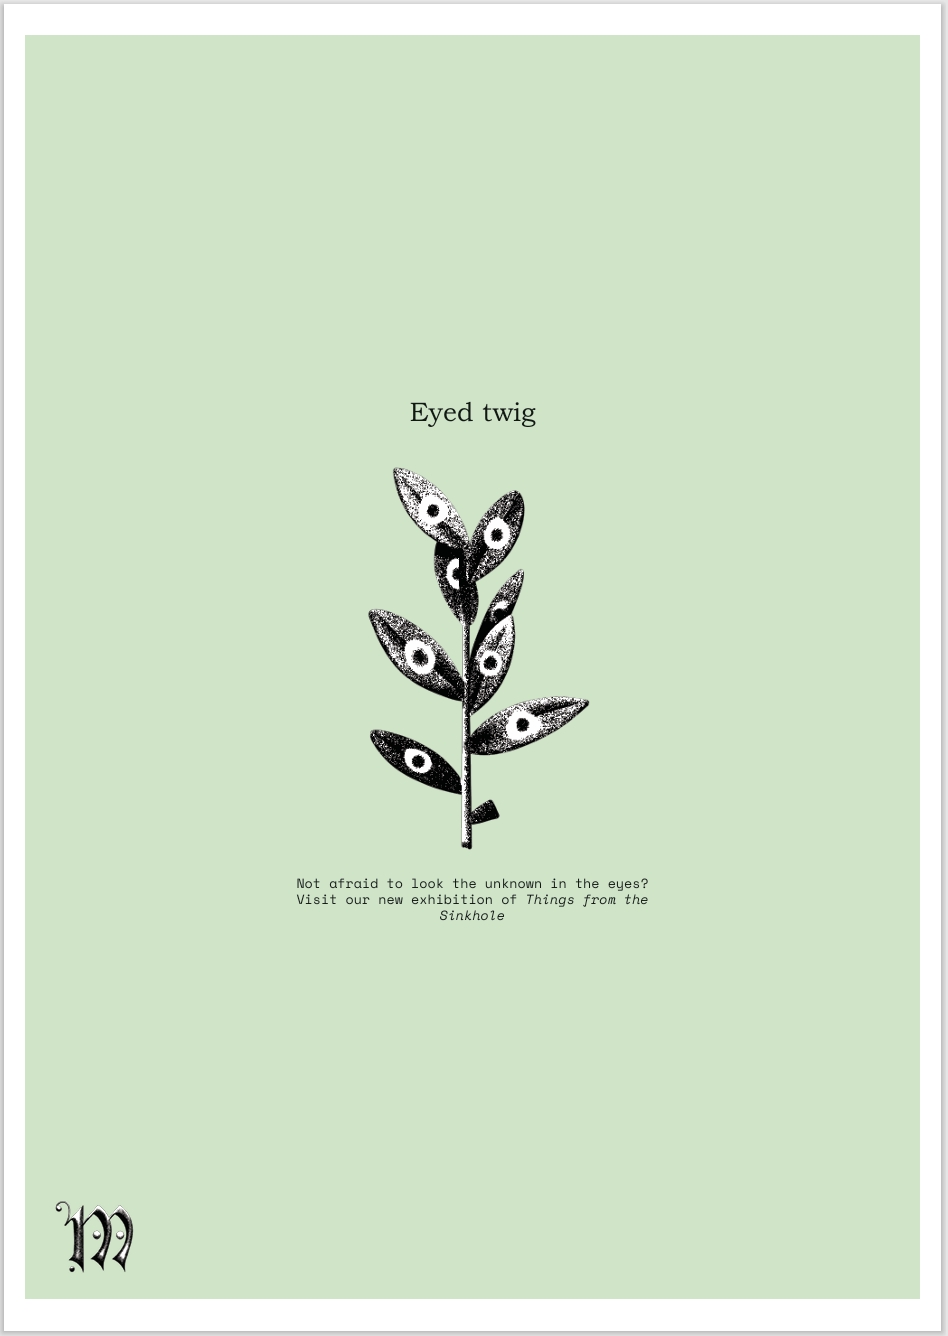 Eyed twig
Not afraid to look the unknown in the eyes?
Visit our new exhibition of Things from the
Sinkhole
M